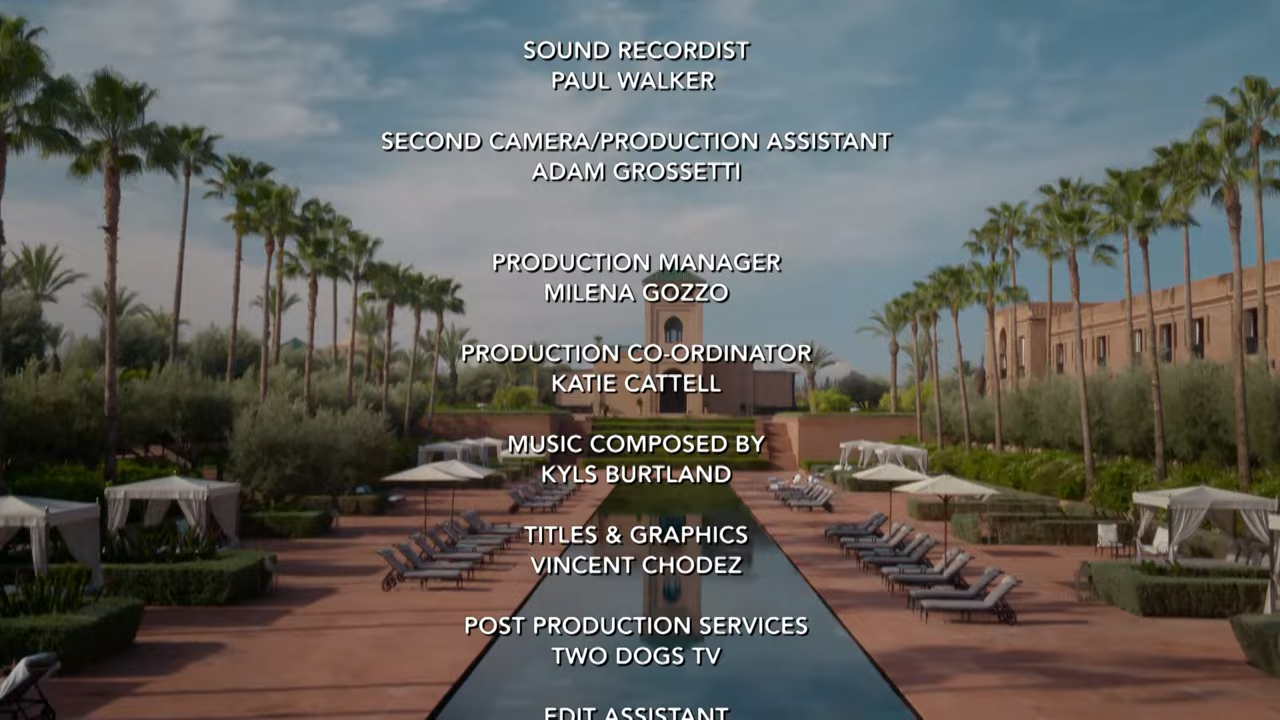 SOUND RECORDIST
PAUL WALKER
SECOND CAMERA/PRODUCTION ASSISTANT
ADAM GROSSETTI
PRODUCTION MANAGER
MILENA GOZZO
PRODUCTION CO-ORDINATOR
KATIE CATTELL
MUSIC COMPOSED BY
KYLS BURTLAND
TITLES & GRAPHICS
VINCENT CHODEZ
POST PRODUCTION SERVICES
TWO DOGS TV
EDIT ASSISTANT